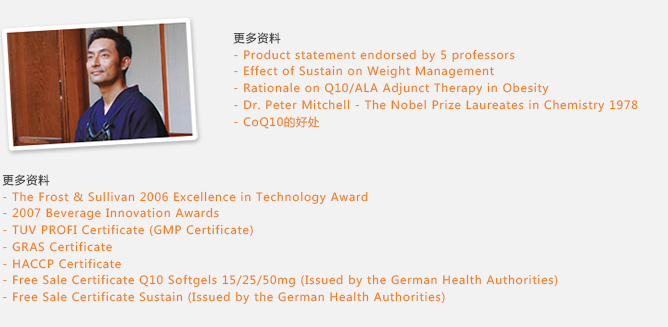 更多资料
- Product statement endorsed by 5 professors
- Effect of Sustain on Weight Management
- Rationale on Q10/ALA Adjunct Therapy in Obesity
- Dr. Peter Mitchell - The Nobel Prize Laureates in Chemistry 1978
- CoQ10的好处
更多资料
- The Frost & Sullivan 2006 Excellence in Technology Award
- 2007 Beverage Innovation Awards
- TUV PROFI Certificate (GMP Certificate)
- GRAS Certificate
- HACCP Certificate
- Free Sale Certificate Q10 Softgels 15/25/50mg (Issued by the German Health Authorities)
- Free Sale Certificate Sustain (Issued by the German Health Authorities)